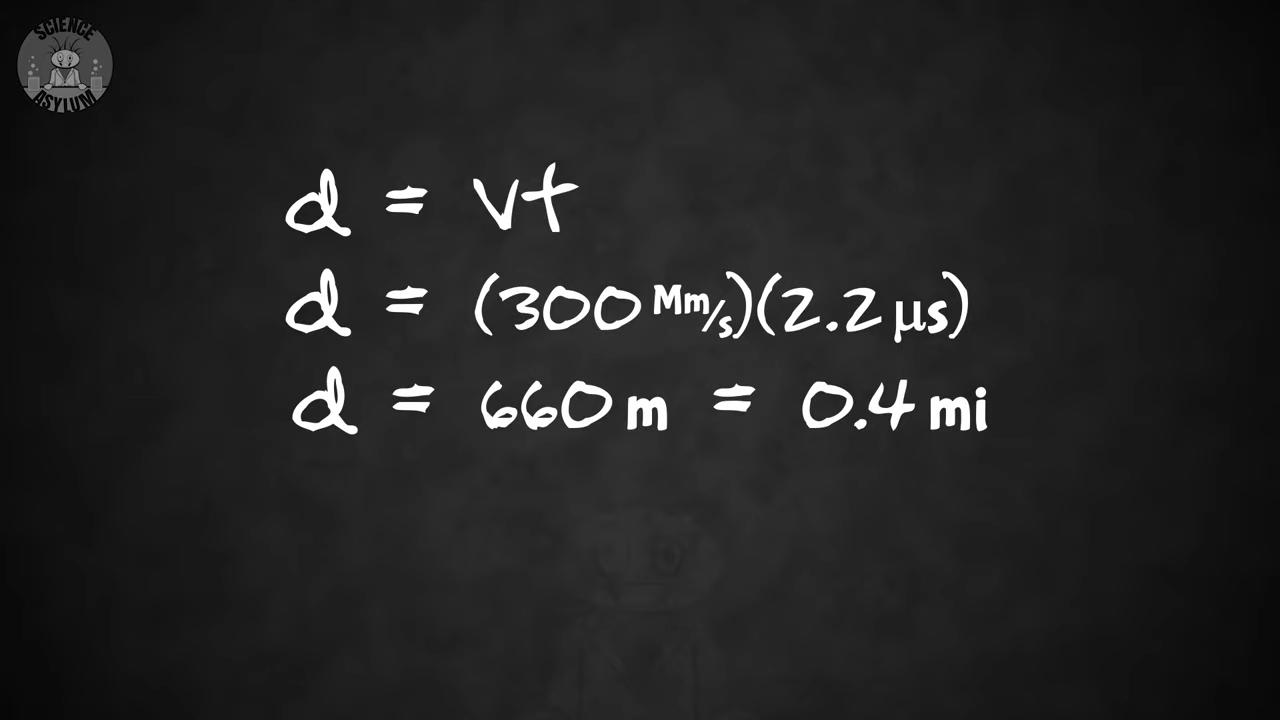 SCIENCE
ASYLUM
d = vt
d = (300 Mm/s)(2.2 μs)
d = 660 m = 0.4 mi